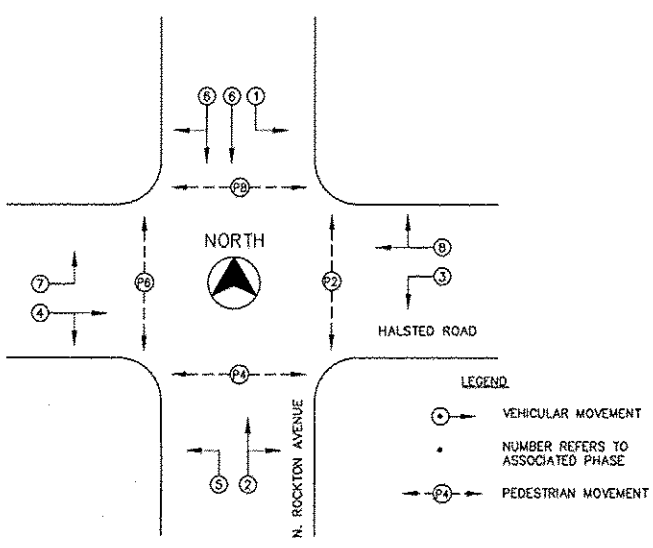 6 6 1
P8
NORTH
8
7
P6
P2
3
4
HALSTED ROAD
P4
LEGEND
VEHICULAR MOVEMENT
N. ROCKTON AVENUE
NUMBER REFERS TO
ASSOCIATED PHASE
5 2
P4 PEDESTRIAN MOVEMENT